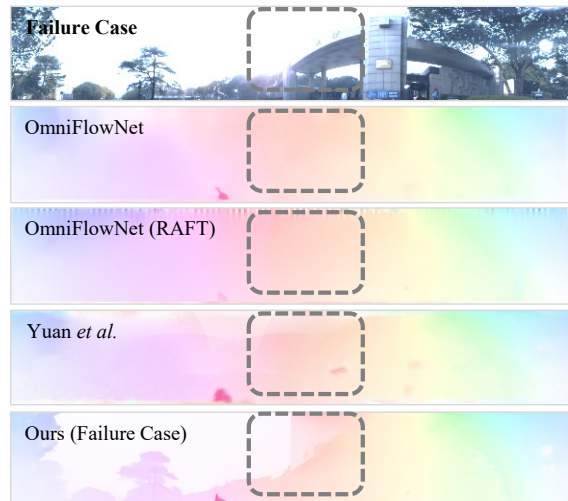 Failure Case
OmniFlowNet
OmniFlowNet (RAFT)
Yuan et al.
Ours (Failure Case)